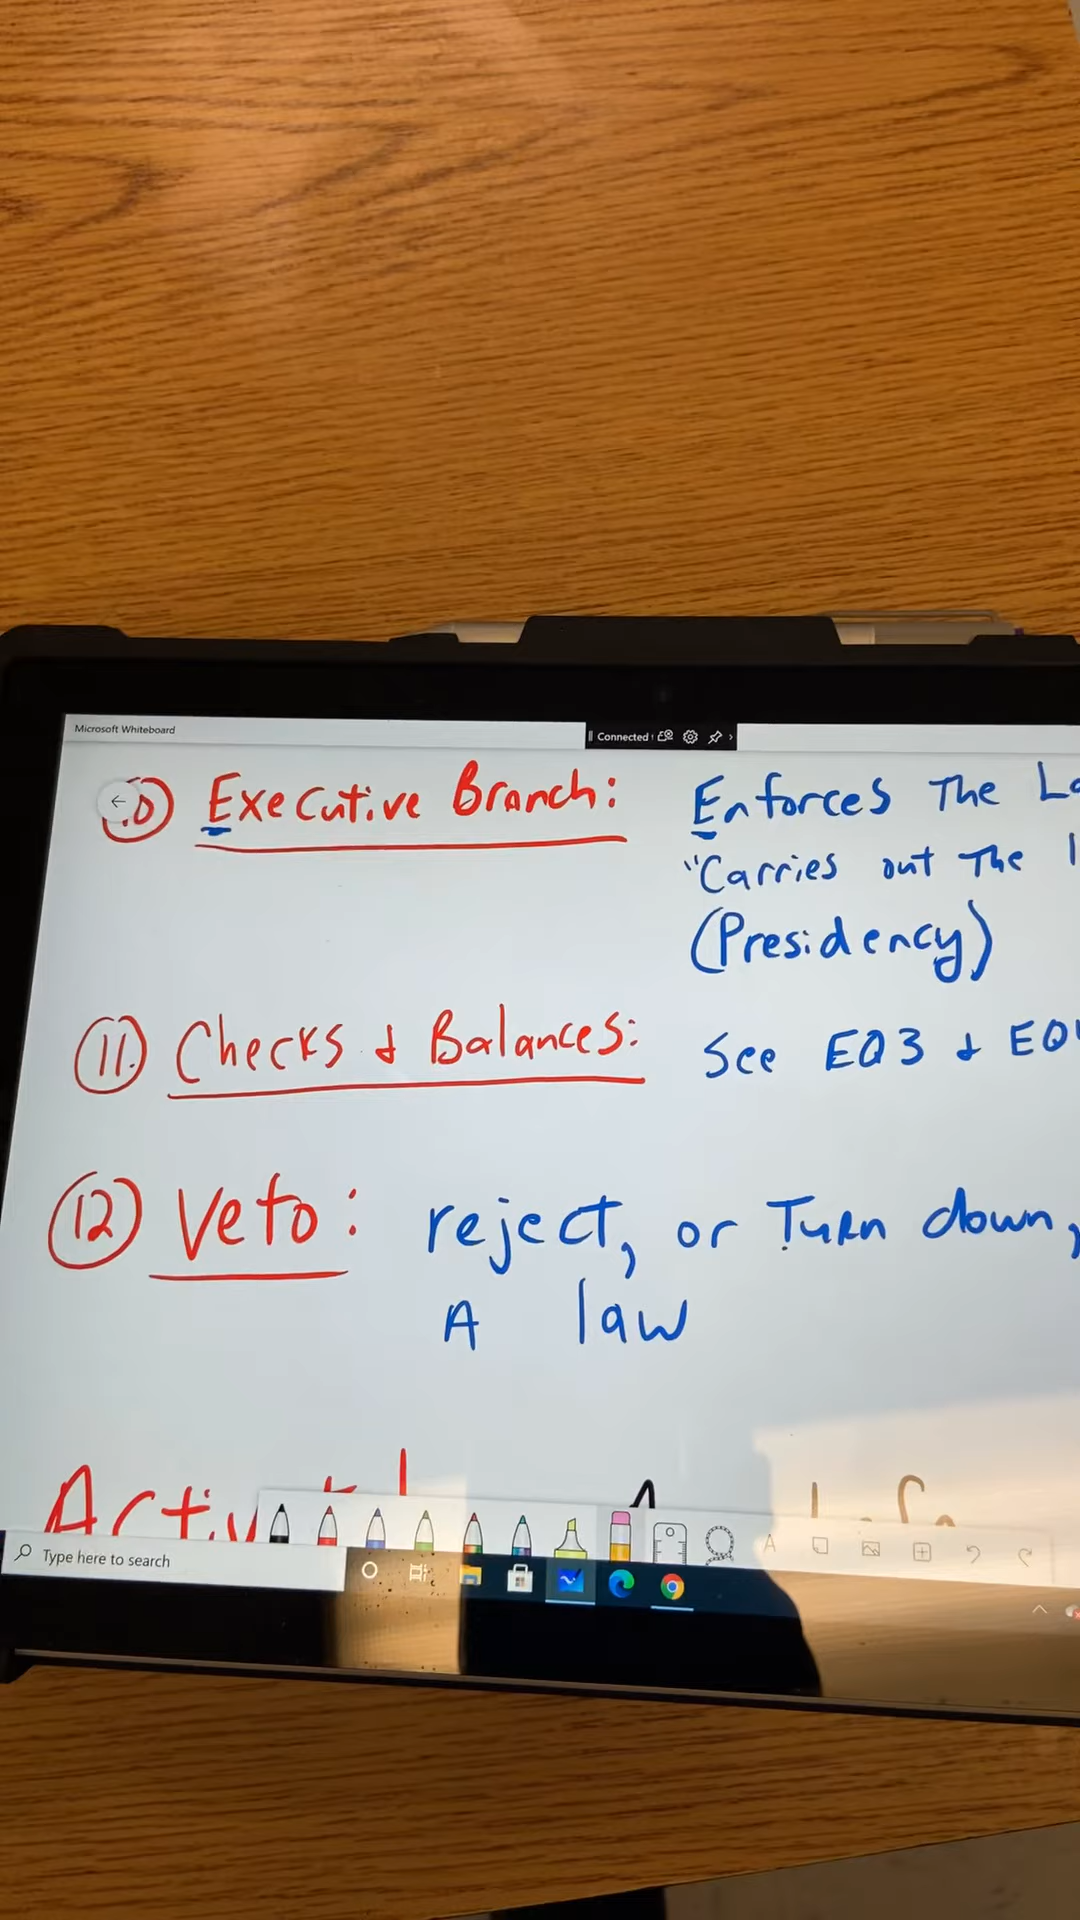 Microsoft Whiteboard
Connected
Executive Branch: Enforces The
"Carries out The
(Presidency)
11. Checks & Balances: See EQ3 &
12 Veto: reject, or Turn down,
A law
Type here to search